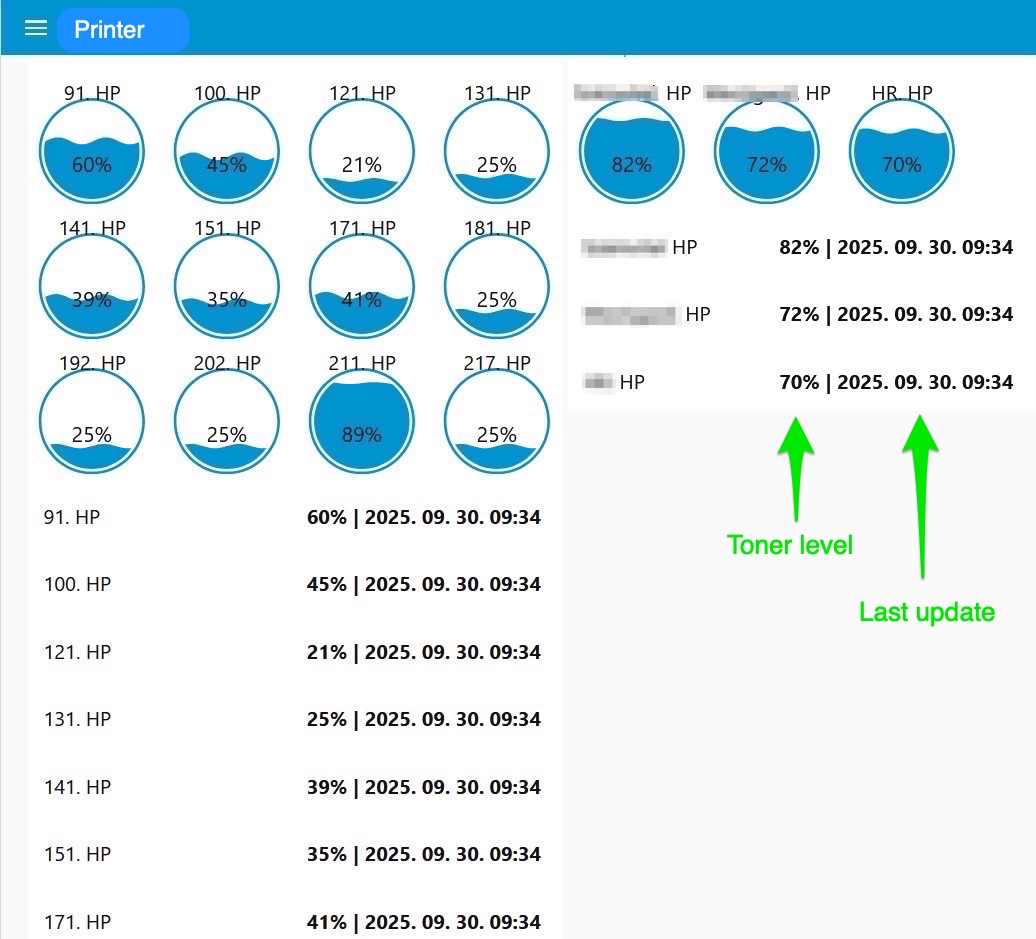 Printer
91. HP 100. HP 121. HP 131. HP
60% 45% 21% 25%
141. HP 151. HP 171. HP 181. HP
39% 35% 41% 25%
192. HP 202. HP 211. HP 217. HP
25% 25% 89% 25%
91. HP 60% | 2025. 09. 30. 09:34
100. HP 45% | 2025. 09. 30. 09:34
121. HP 21% | 2025. 09. 30. 09:34
131. HP 25% | 2025. 09. 30. 09:34
141. HP 39% | 2025. 09. 30. 09:34
151. HP 35% | 2025. 09. 30. 09:34
171. HP 41% | 2025. 09. 30. 09:34
HP . HP HR. HP
82% 72% 70%
HP 82% | 2025. 09. 30. 09:34
HP 72% | 2025. 09. 30. 09:34
HP 70% | 2025. 09. 30. 09:34
Toner level
Last update